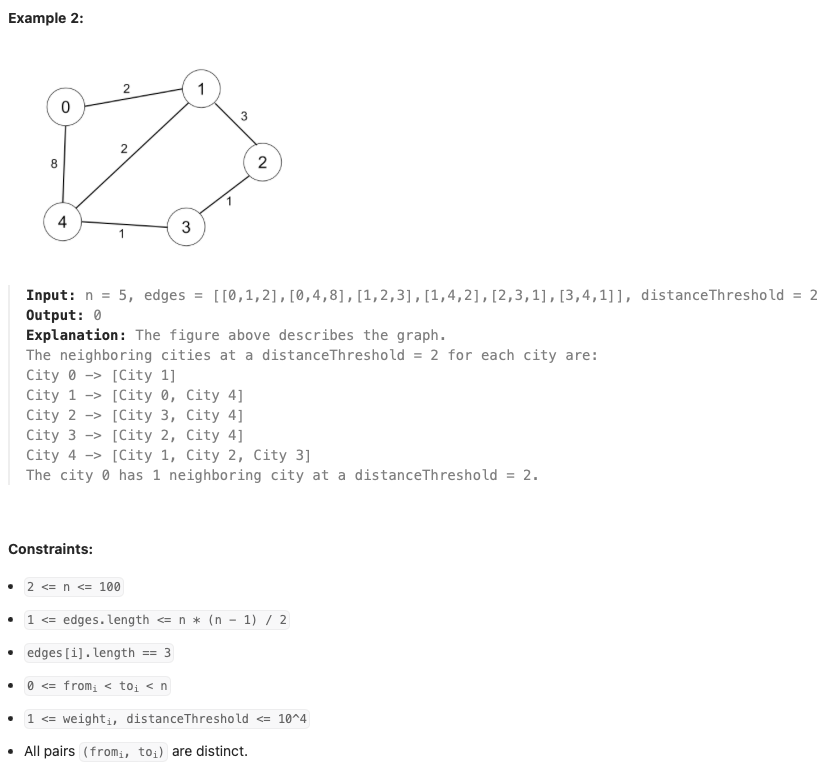 Example 2:
2
1
0
3
2
8
2
1
4
3
1
Input: n = 5, edges = [[0,1,2],[0,4,8],[1,2,3],[1,4,2],[2,3,1],[3,4,1]], distanceThreshold = 2
Output: 0
Explanation: The figure above describes the graph.
The neighboring cities at a distanceThreshold = 2 for each city are:
City 0 -> [City 1]
City 1 -> [City 0, City 4]
City 2 -> [City 3, City 4]
City 3 -> [City 2, City 4]
City 4 -> [City 1, City 2, City 3]
The city 0 has 1 neighboring city at a distanceThreshold = 2.
Constraints:
• 2 <= n <= 100
• 1 <= edges.length <= n * (n - 1) / 2
• edges[i].length == 3
• 0 <= fromᵢ < toᵢ < n
• 1 <= weightᵢ, distanceThreshold <= 10^4
• All pairs (fromᵢ, toᵢ) are distinct.